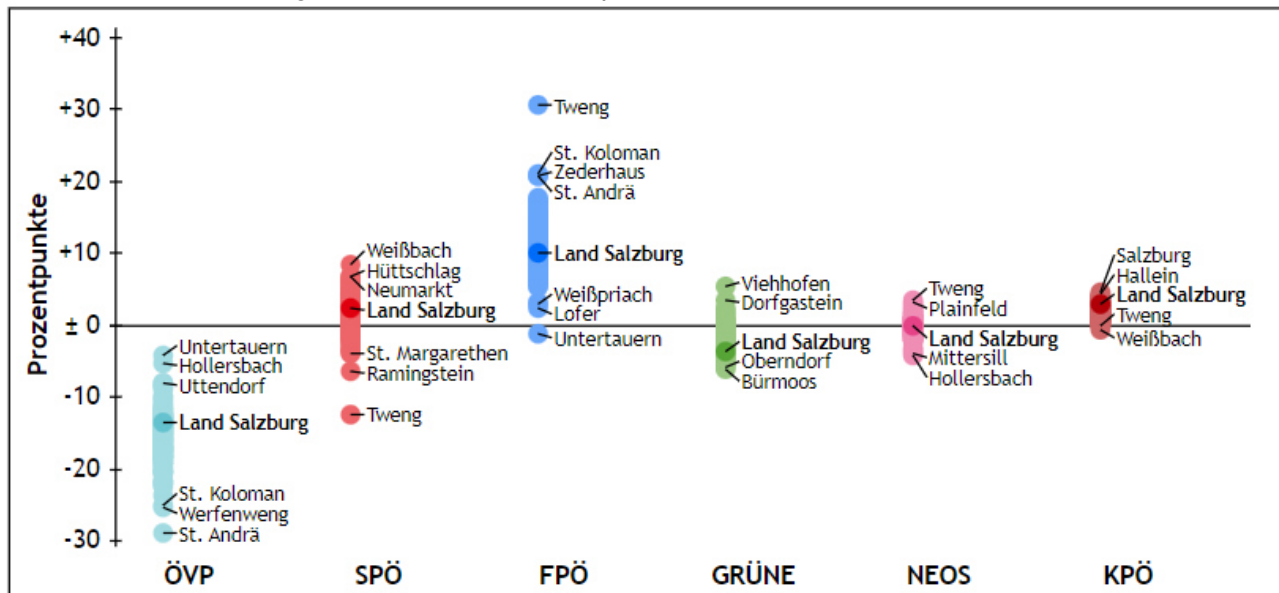 Prozentpunkte
+40
+30
+20
+10
± 0
-10
-20
-30
Untertauern
Hollersbach
Uttendorf
Land Salzburg
St. Koloman
Werfenweng
St. Andrä
ÖVP
Weißbach
Hüttschlag
Neumarkt
Land Salzburg
St. Margarethen
Ramingstein
Tweng
SPÖ
Tweng
St. Koloman
Zederhaus
St. Andrä
Land Salzburg
Weißpriach
Lofer
Untertauern
FPÖ
Viehhofen
Dorfgastein
Land Salzburg
Oberndorf
Bürmoos
GRÜNE
Tweng
Plainfeld
Land Salzburg
Mittersill
Hollersbach
NEOS
Salzburg
Hallein
Land Salzburg
Tweng
Weißbach
KPÖ